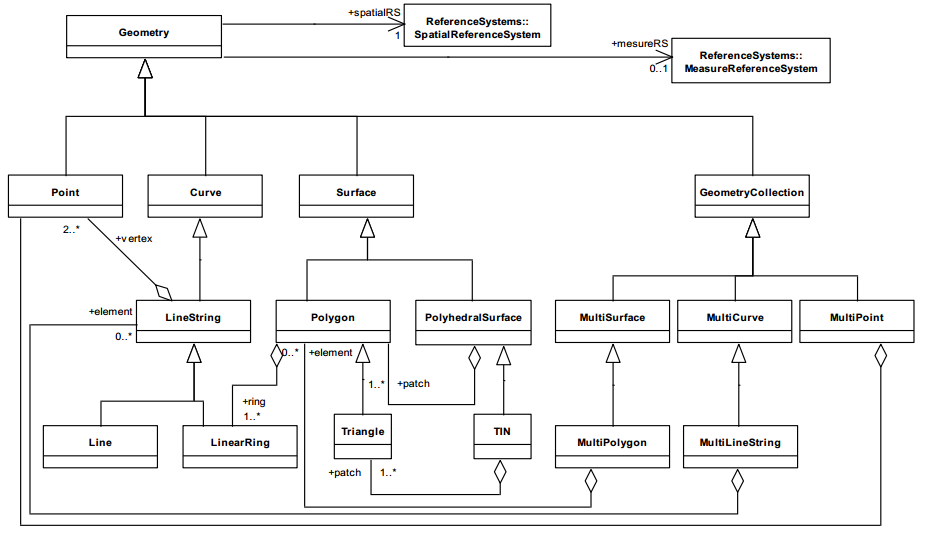 +spatialRS
ReferenceSystems::
SpatialReferenceSystem
Geometry
1
+mesureRS
ReferenceSystems::
MeasureReferenceSystem
0..1
Point
Curve
Surface
GeometryCollection
2..*
+vertex
+element
LineString
Polygon
PolyhedralSurface
MultiSurface
MultiCurve
MultiPoint
0..*
0..*
+element
1..*
+patch
+ring
1..*
Line
LinearRing
Triangle
TIN
MultiPolygon
MultiLineString
+patch
1..*